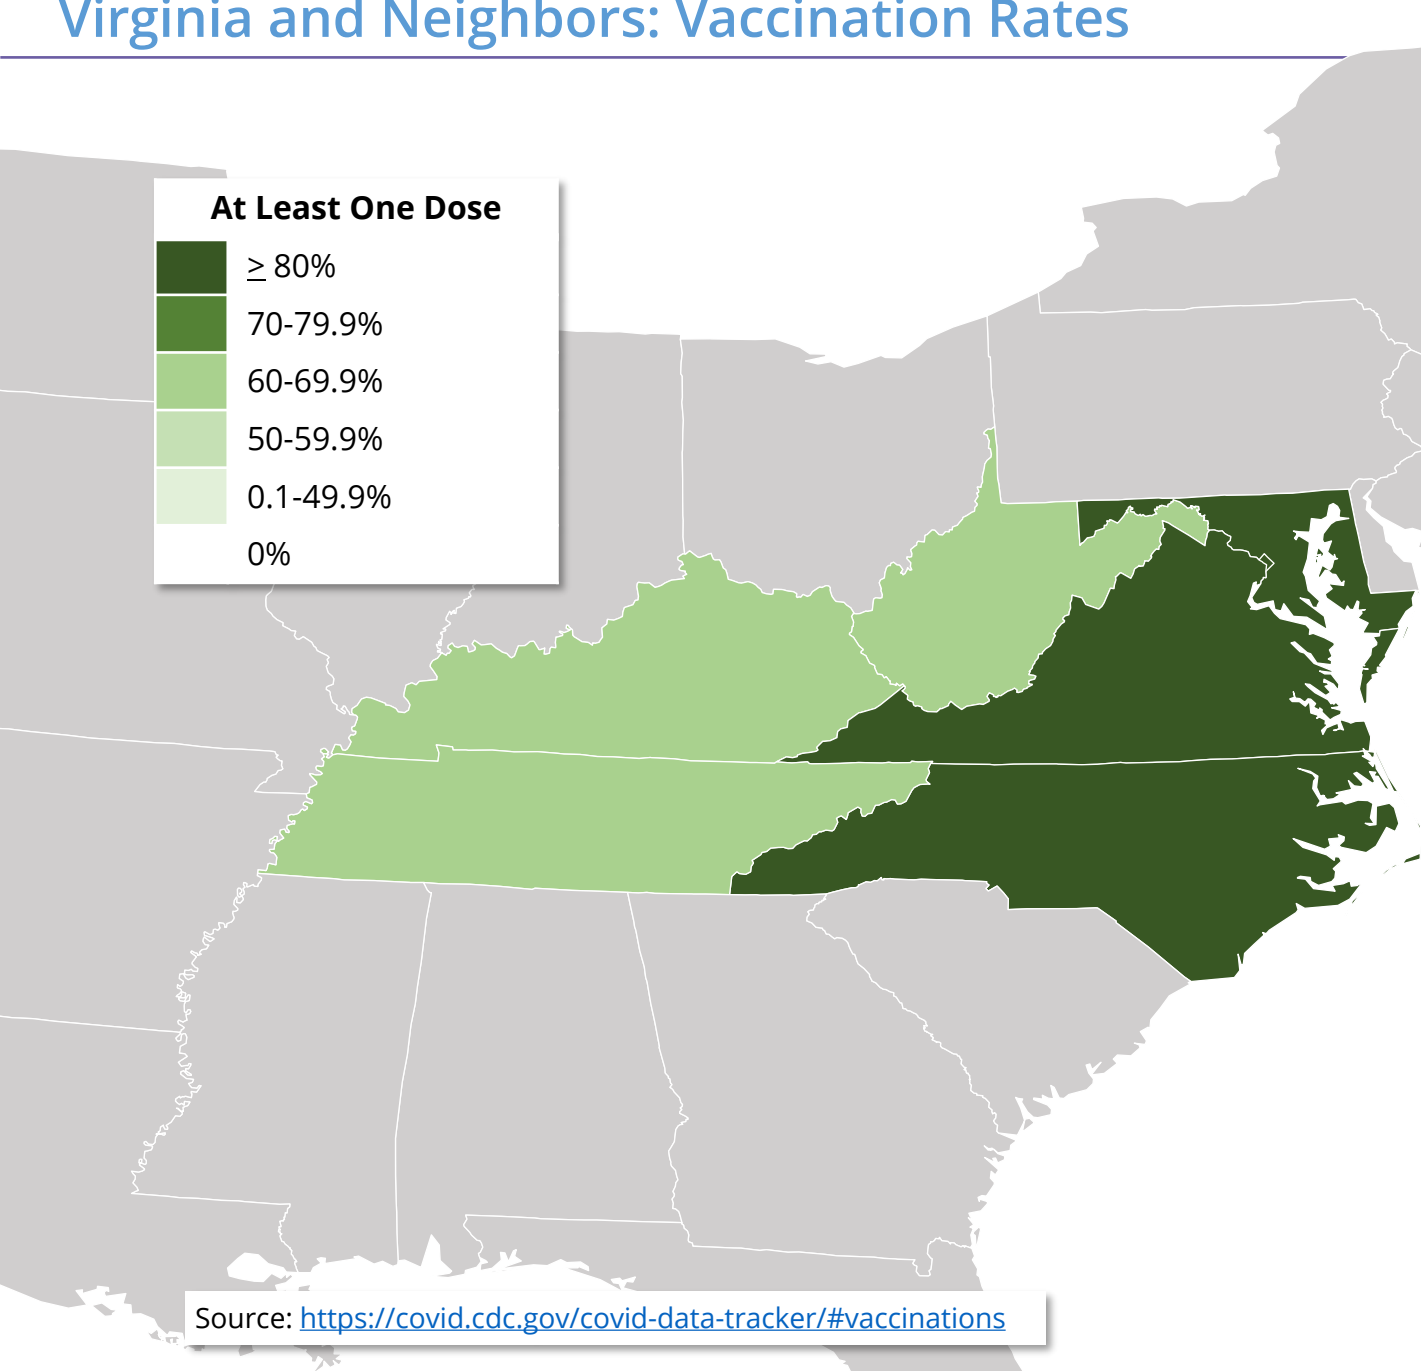 Virginia and Neighbors: Vaccination Rates
At Least One Dose
≥ 80%
70-79.9%
60-69.9%
50-59.9%
0.1-49.9%
0%
Source: https://covid.cdc.gov/covid-data-tracker/#vaccinations